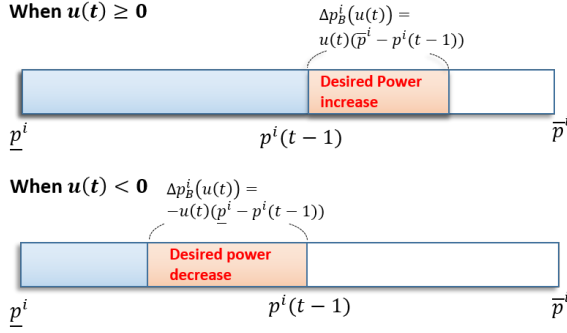 When u(t) ≥ 0
Δp_B^i(u(t)) =
u(t)(p̅^i − p^i(t − 1))
Desired Power
increase
p̲^i p^i(t − 1) p̅^i
When u(t) < 0
Δp_B^i(u(t)) =
−u(t)(p̲^i − p^i(t − 1))
Desired power
decrease
p̲^i p^i(t − 1) p̅^i